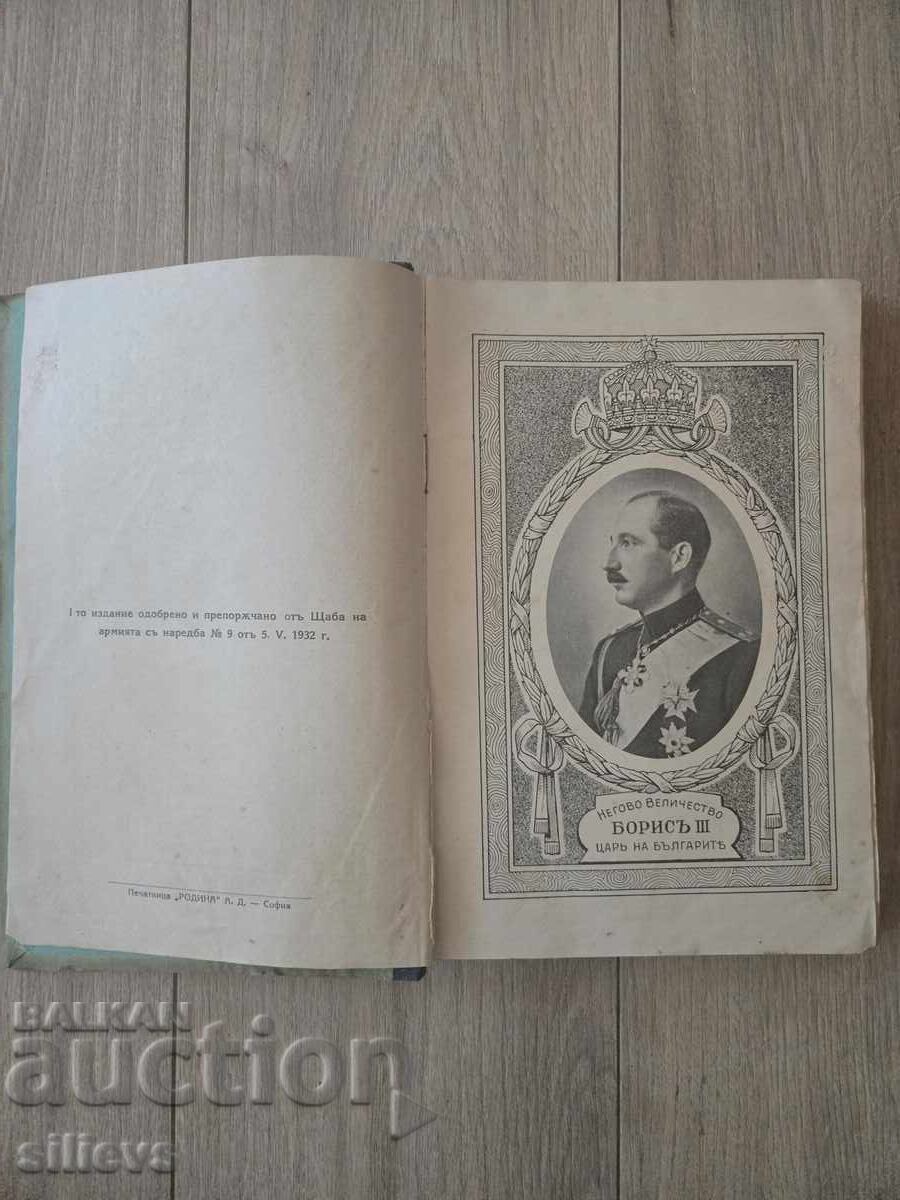 I то издание одобрено и препорѫчано отъ Щаба на
армията съ наредба № 9 отъ 5. V. 1932 г.
Печатница „РОДИНА“ А. Д. — София
НЕГОВО ВЕЛИЧЕСТВО
БОРИСЪ III
ЦАРЬ НА БЪЛГАРИТѢ
BALKAN
auction
silievs